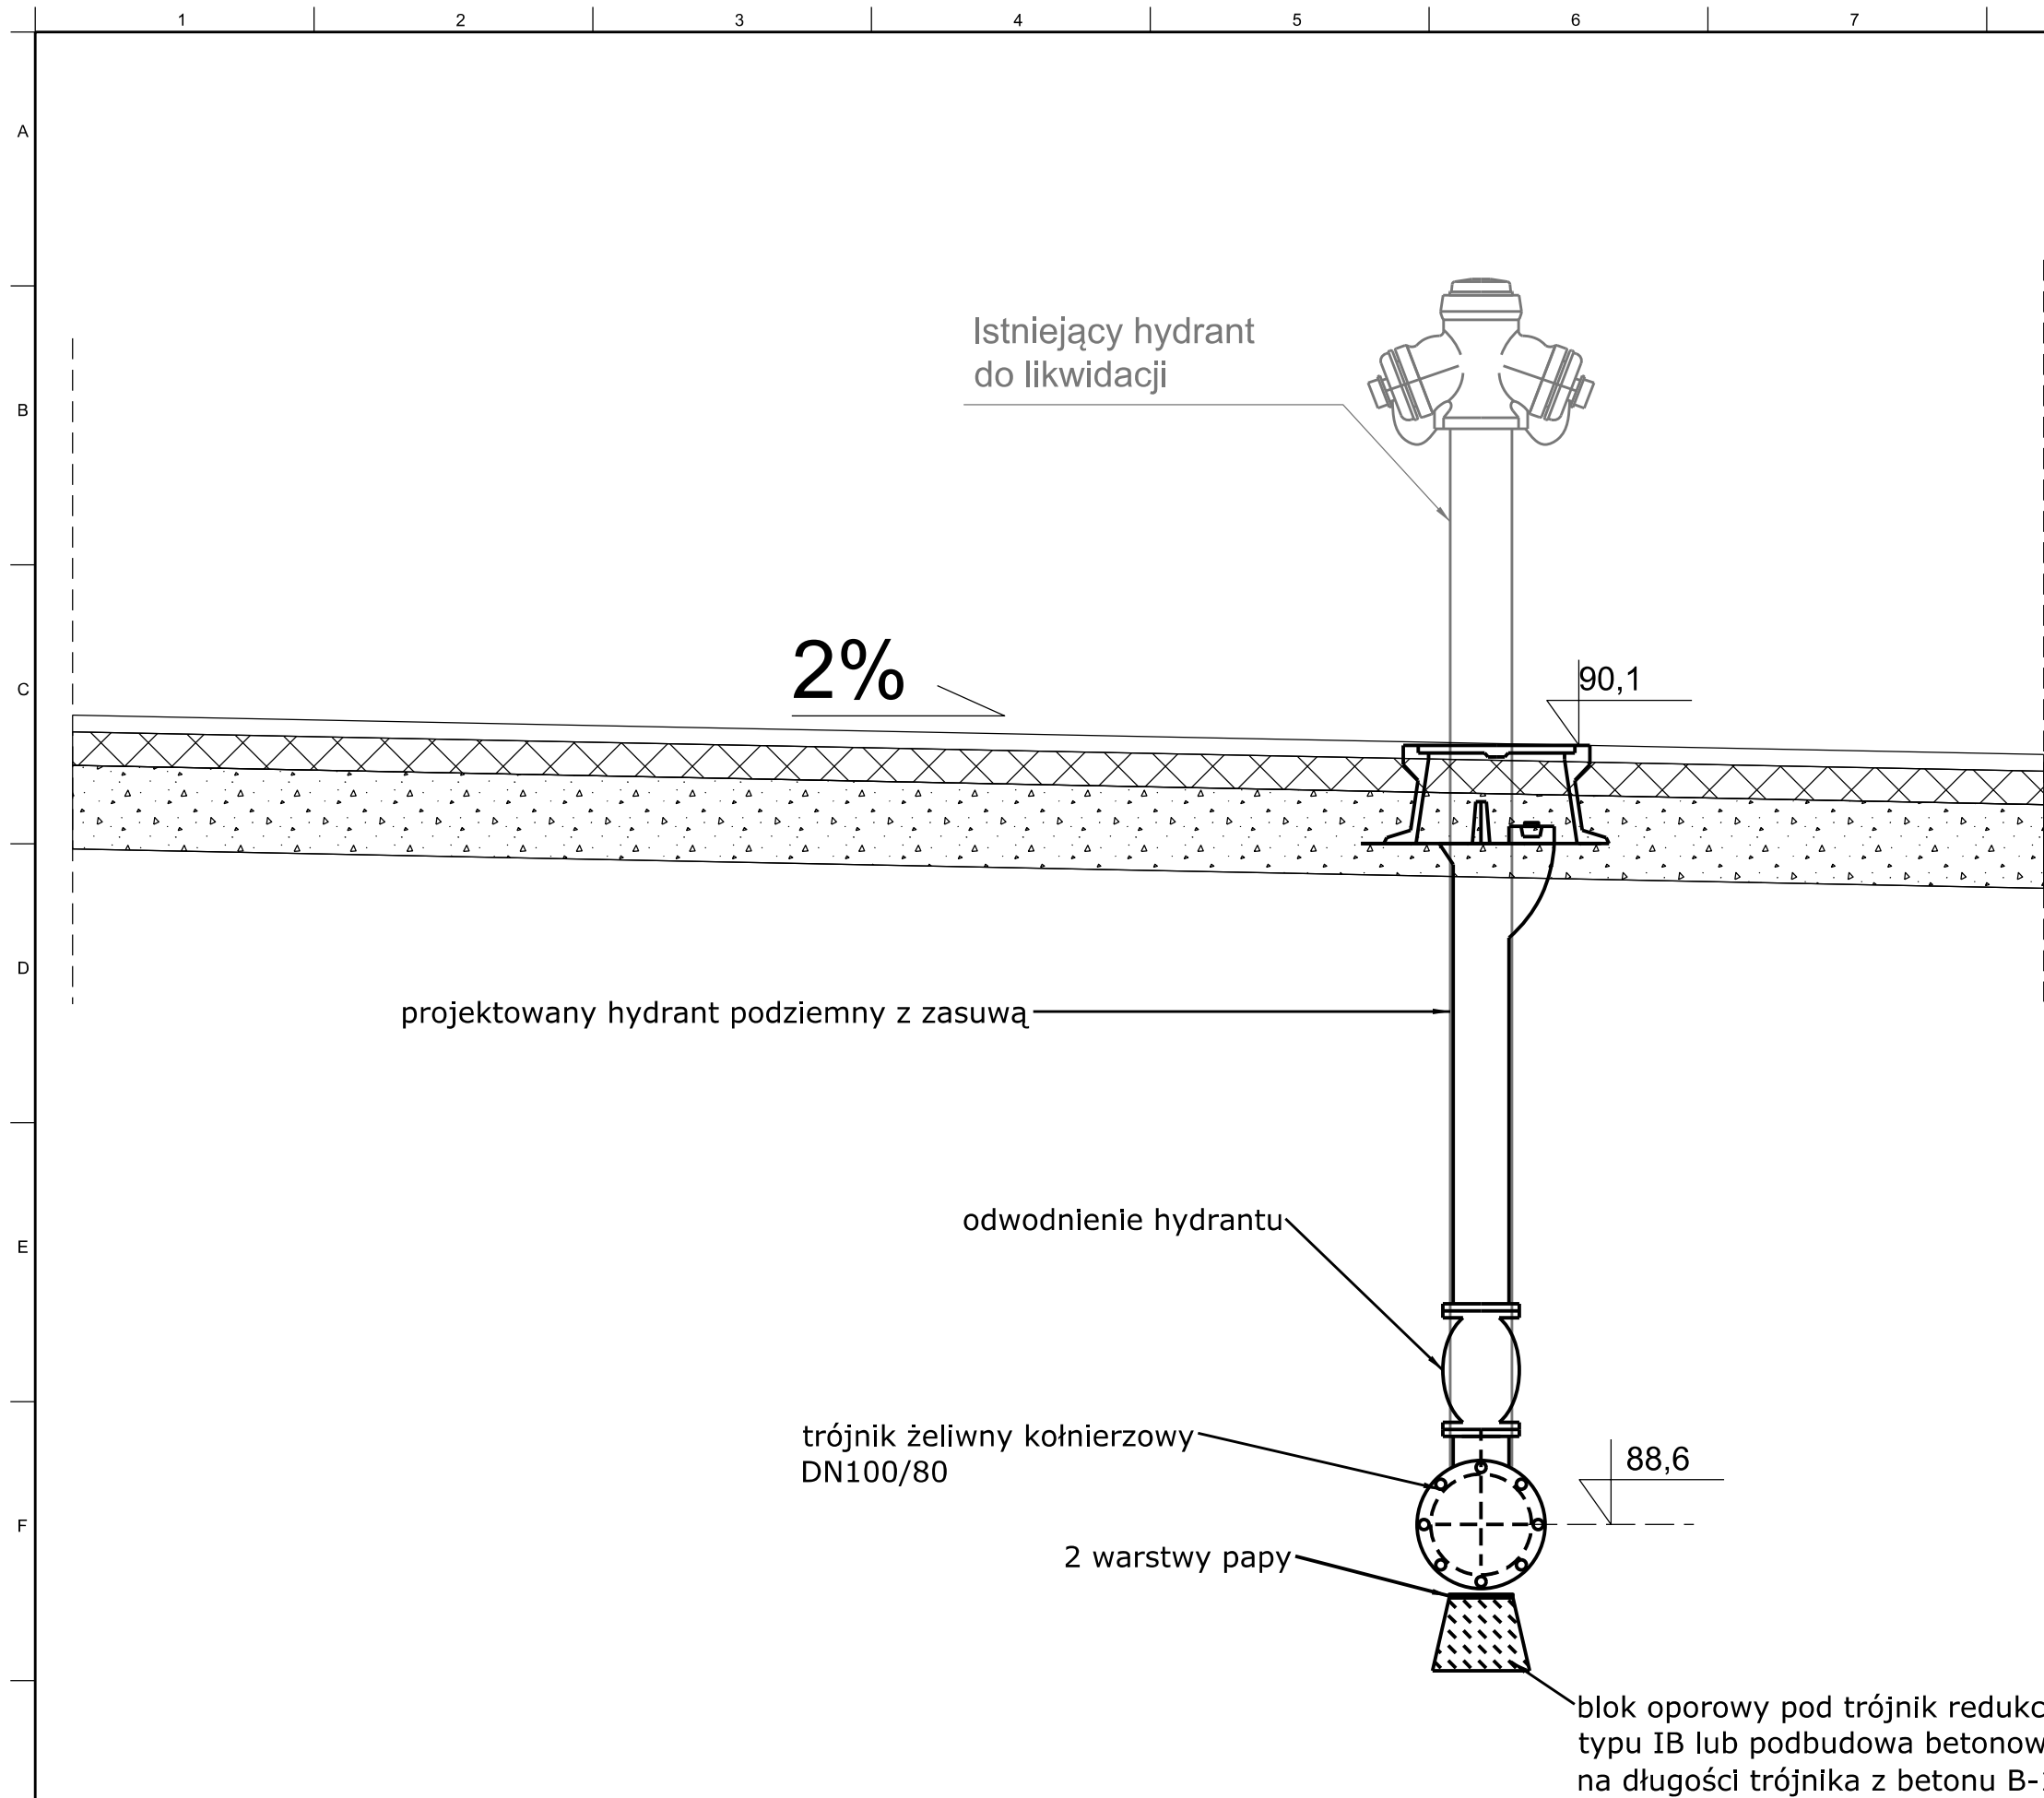 1 2 3 4 5 6 7
A
Istniejący hydrant
do likwidacji
B
2%
90,1
C
D
projektowany hydrant podziemny z zasuwą
odwodnienie hydrantu
E
trójnik żeliwny kołnierzowy
DN100/80
88,6
F
2 warstwy papy
blok oporowy pod trójnik
typu IB lub podbudowa
na długości trójnika z betonu